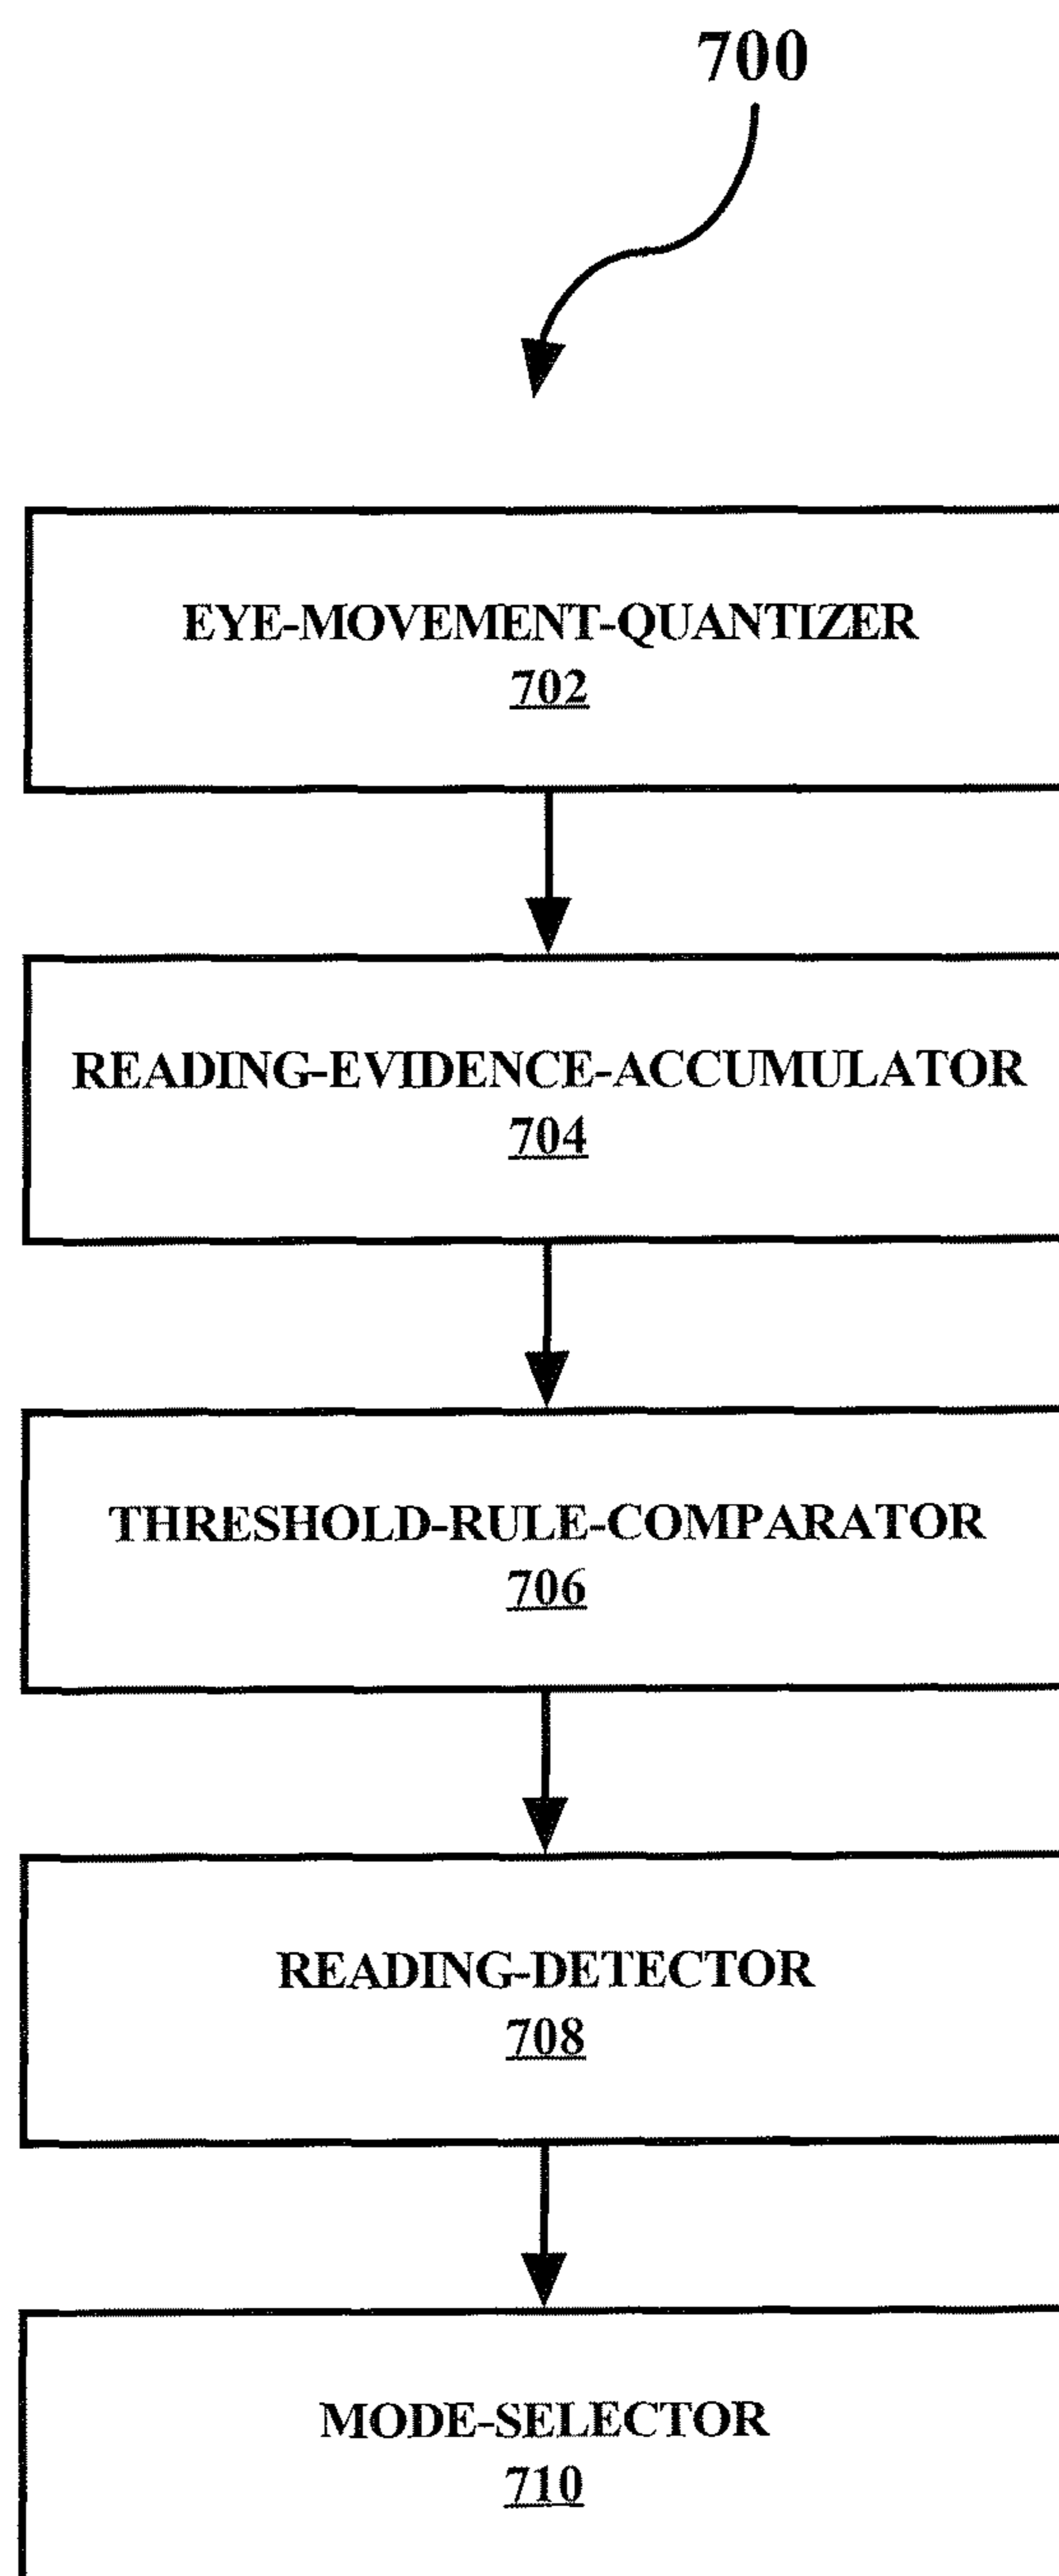 700
EYE-MOVEMENT-QUANTIZER
702
READING-EVIDENCE-ACCUMULATOR
704
THRESHOLD-RULE-COMPARATOR
706
READING-DETECTOR
708
MODE-SELECTOR
710